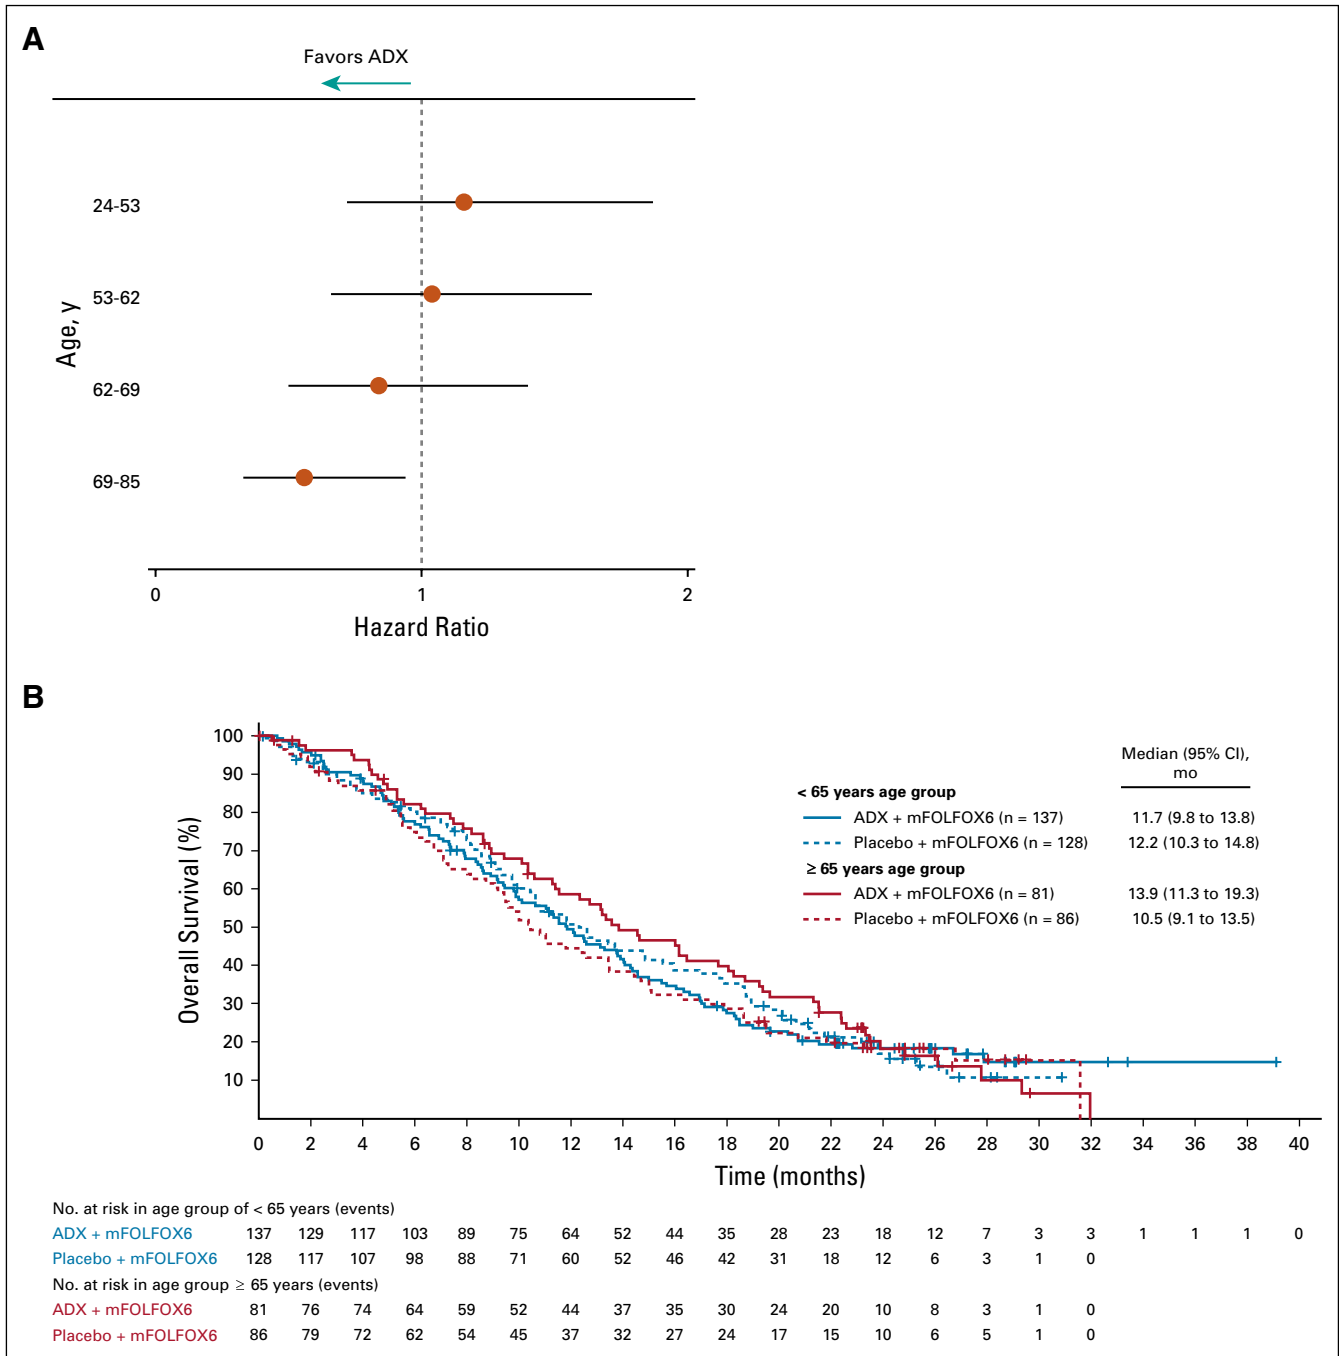 A
Favors ADX
24-53
53-62
62-69
69-85
Age, y
0 1 2
Hazard Ratio
B
100
90
80
70
60
50
40
30
20
10
Overall Survival (%)
Median (95% CI), mo
< 65 years age group
ADX + mFOLFOX6 (n = 137) 11.7 (9.8 to 13.8)
Placebo + mFOLFOX6 (n = 128) 12.2 (10.3 to 14.8)
≥ 65 years age group
ADX + mFOLFOX6 (n = 81) 13.9 (11.3 to 19.3)
Placebo + mFOLFOX6 (n = 86) 10.5 (9.1 to 13.5)
0 2 4 6 8 10 12 14 16 18 20 22 24 26 28 30 32 34 36 38 40
Time (months)
No. at risk in age group of < 65 years (events)
ADX + mFOLFOX6 137 129 117 103 89 75 64 52 44 35 28 23 18 12 7 3 3 1 1 1 0
Placebo + mFOLFOX6 128 117 107 98 88 71 60 52 46 42 31 18 12 6 3 1 0
No. at risk in age group ≥ 65 years (events)
ADX + mFOLFOX6 81 76 74 64 59 52 44 37 35 30 24 20 10 8 3 1 0
Placebo + mFOLFOX6 86 79 72 62 54 45 37 32 27 24 17 15 10 6 5 1 0